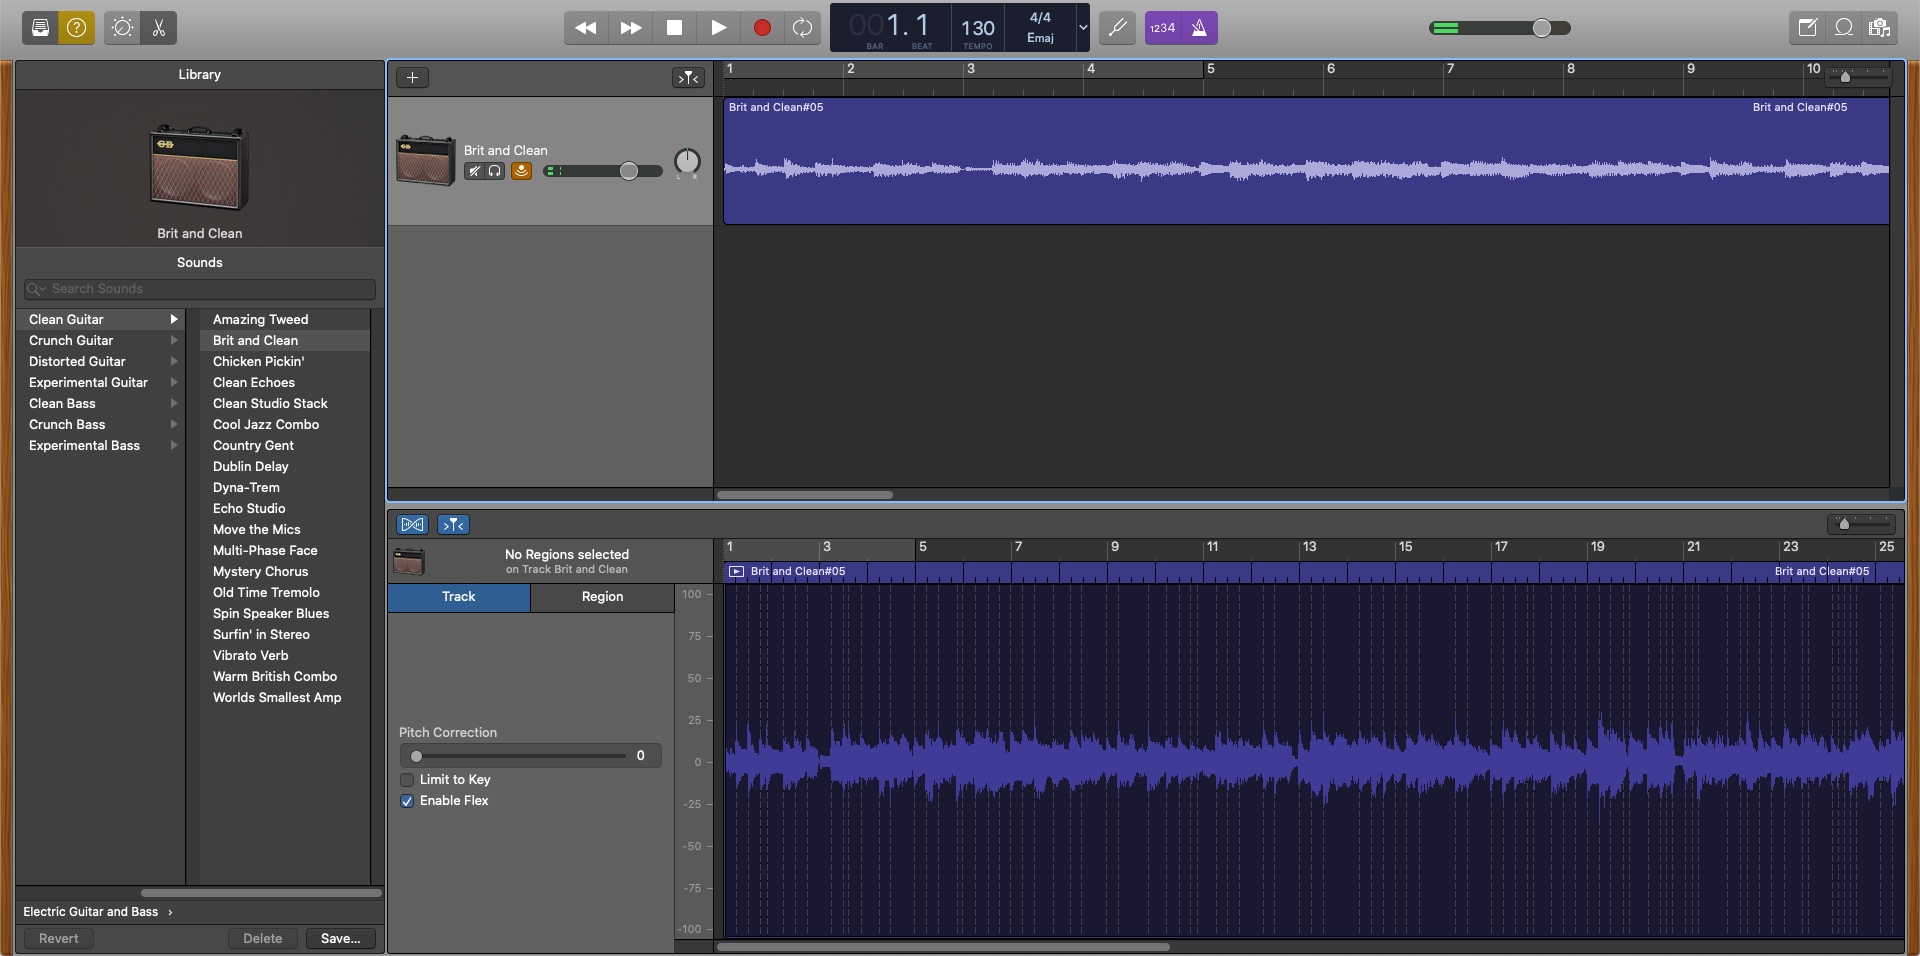 001.1
BAR BEAT
130
TEMPO
4/4
Emaj
1234
Library
GB
Brit and Clean
Sounds
Search Sounds
Clean Guitar
Crunch Guitar
Distorted Guitar
Experimental Guitar
Clean Bass
Crunch Bass
Experimental Bass
Amazing Tweed
Brit and Clean
Chicken Pickin'
Clean Echoes
Clean Studio Stack
Cool Jazz Combo
Country Gent
Dublin Delay
Dyna-Trem
Echo Studio
Move the Mics
Multi-Phase Face
Mystery Chorus
Old Time Tremolo
Spin Speaker Blues
Surfin' in Stereo
Vibrato Verb
Warm British Combo
Worlds Smallest Amp
Electric Guitar and Bass ›
Revert Delete Save...
1 2 3 4 5 6 7 8 9 10
Brit and Clean
L R
Brit and Clean#05 Brit and Clean#05
No Regions selected
on Track Brit and Clean
Track Region
Pitch Correction
0
Limit to Key
Enable Flex
1 3 5 7 9 11 13 15 17 19 21 23 25
Brit and Clean#05 Brit and Clean#05
100
75
50
25
0
-25
-50
-75
-100